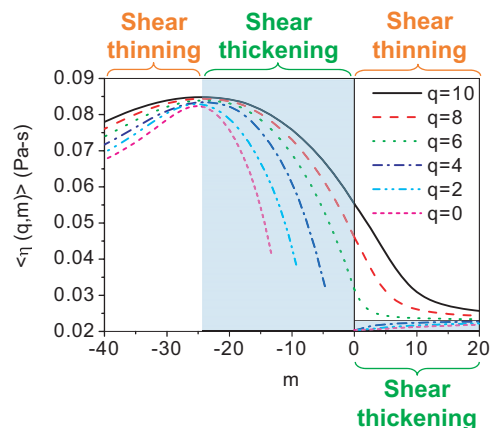 Shear Shear Shear
thinning thickening thinning
<η (q,m)> (Pa·s)
0.09
0.08
0.07
0.06
0.05
0.04
0.03
0.02
q=10
q=8
q=6
q=4
q=2
q=0
-40 -30 -20 -10 0 10 20
m
Shear
thickening